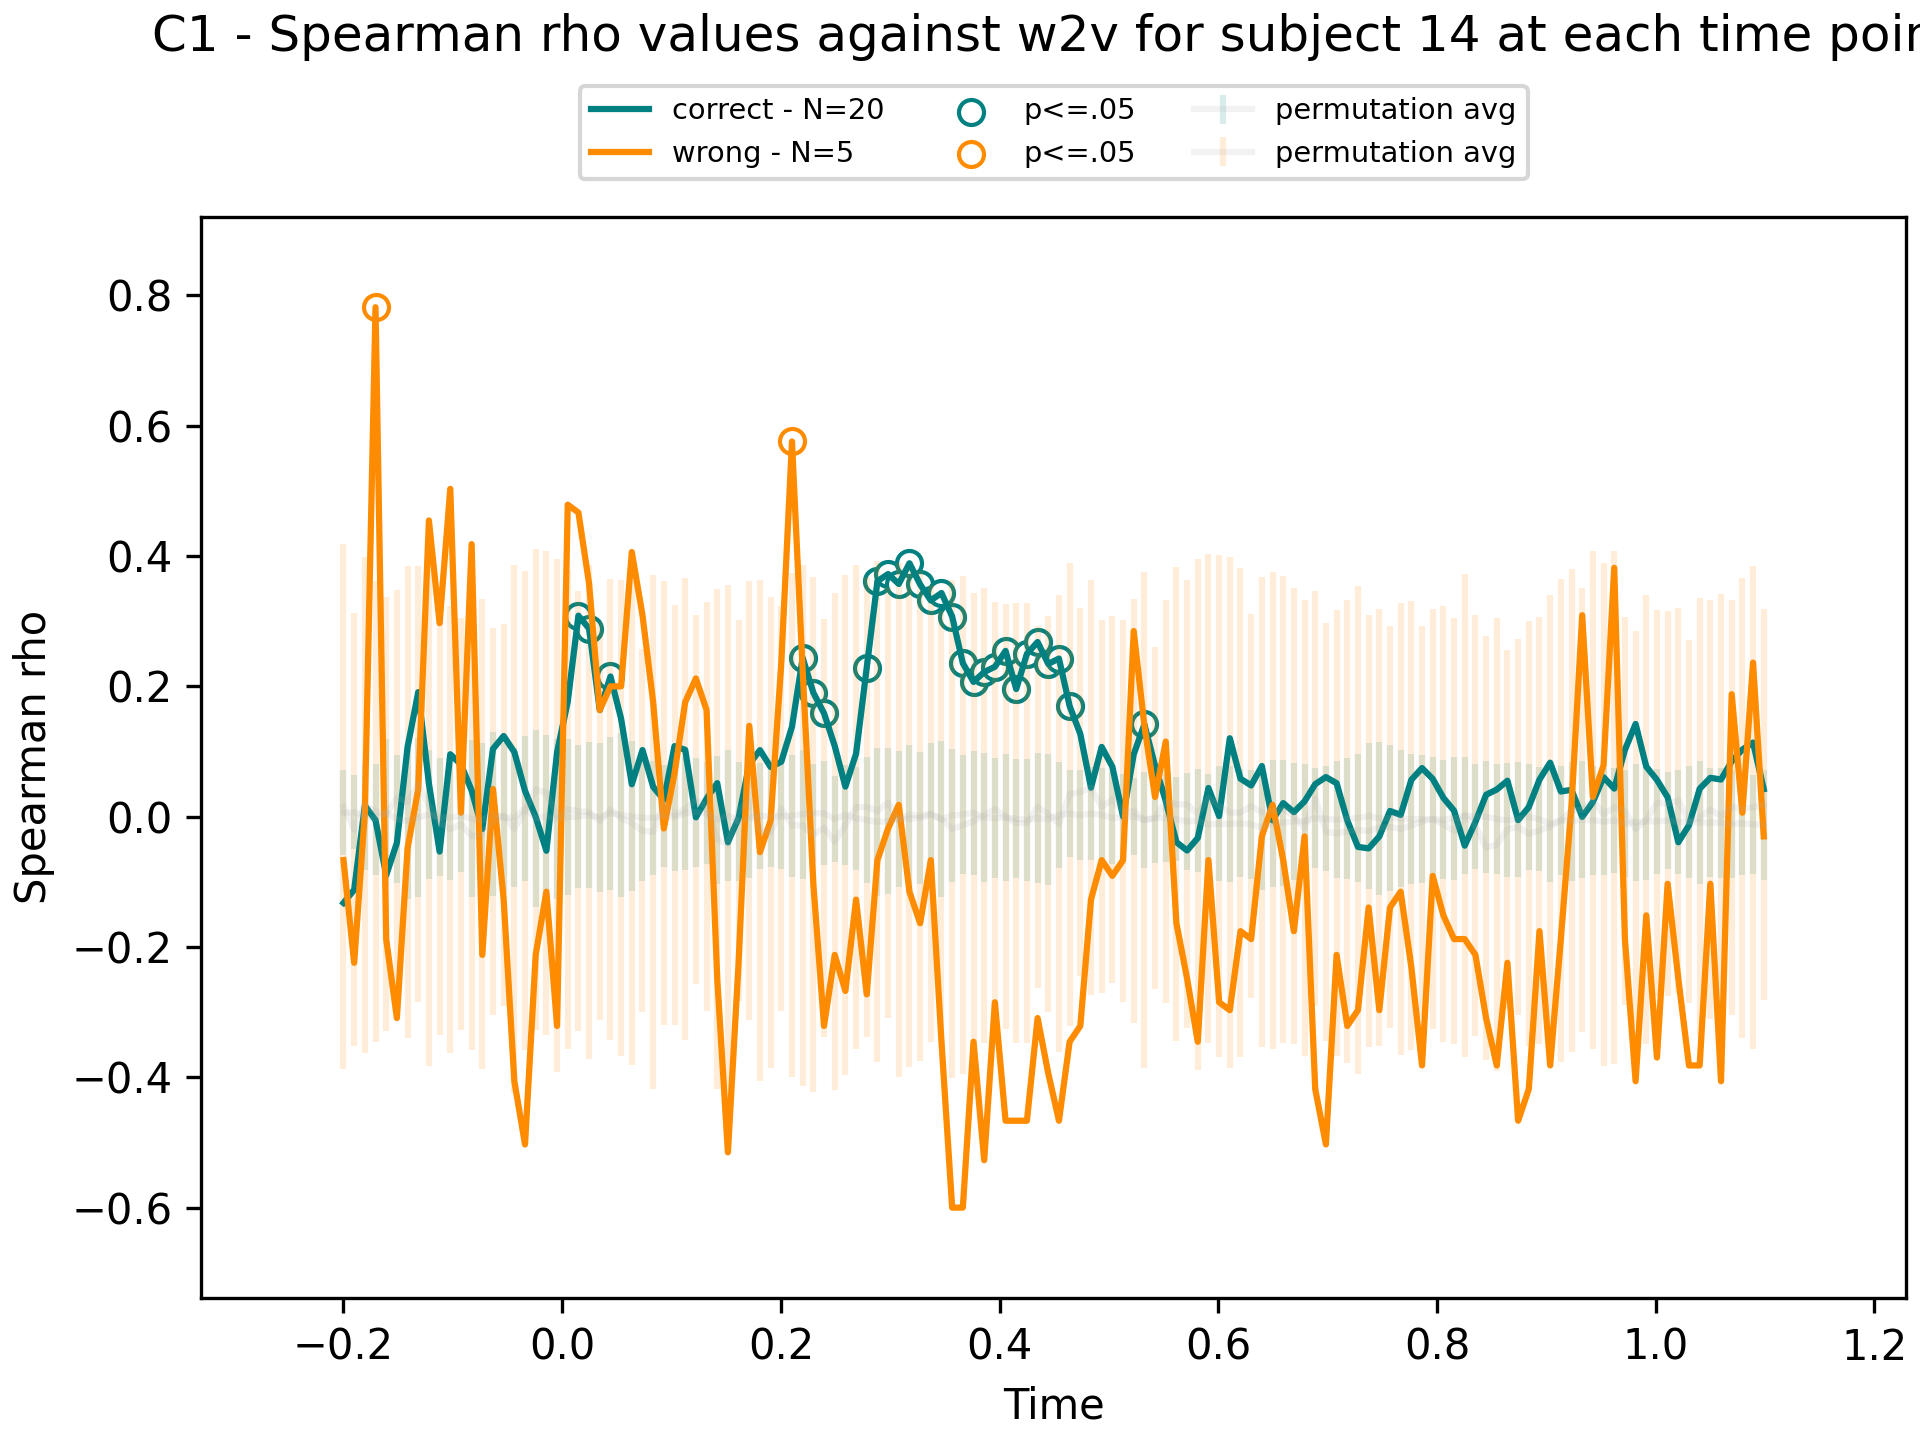 C1 - Spearman rho values against w2v for subject 14 at each time poin
correct - N=20
wrong - N=5
p<=.05
p<=.05
permutation avg
permutation avg
Spearman rho
0.8
0.6
0.4
0.2
0.0
−0.2
−0.4
−0.6
−0.2 0.0 0.2 0.4 0.6 0.8 1.0 1.2
Time